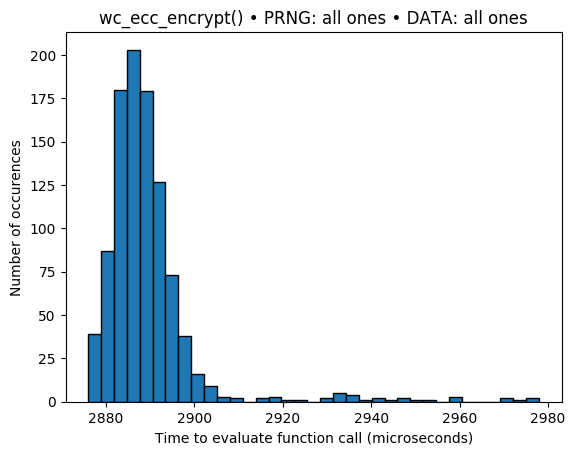 wc_ecc_encrypt() • PRNG: all ones • DATA: all ones
Number of occurences
200
175
150
125
100
75
50
25
0
2880 2900 2920 2940 2960 2980
Time to evaluate function call (microseconds)